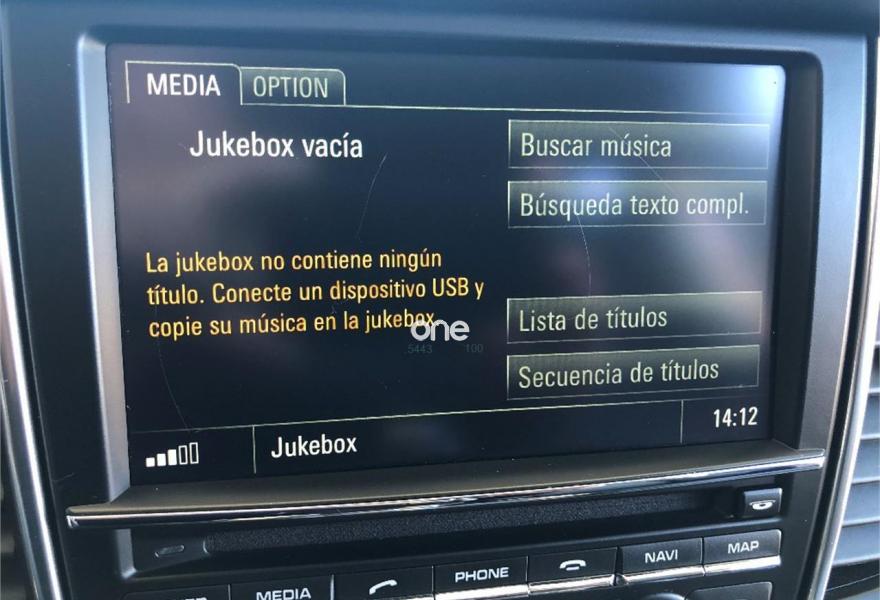 MEDIA OPTION
Jukebox vacía
Buscar música
Búsqueda texto compl.
La jukebox no contiene ningún
título. Conecte un dispositivo USB y
copie su música en la jukebox
one
5443 100
Lista de títulos
Secuencia de títulos
Jukebox
14:12
MEDIA
PHONE
NAVI
MAP